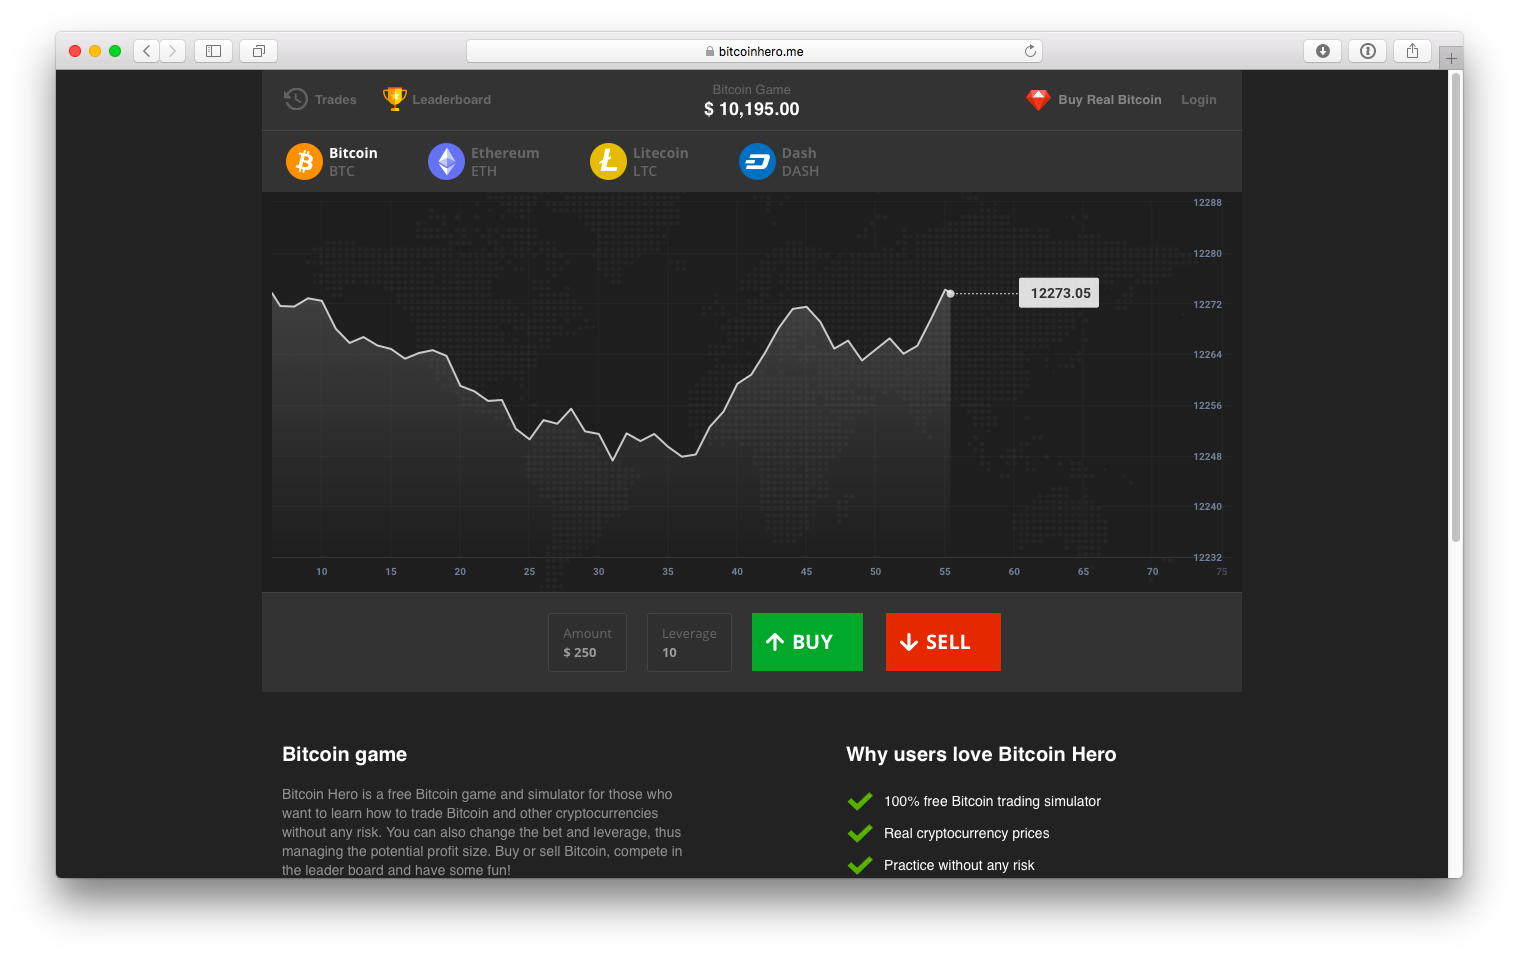 bitcoinhero.me
Trades
Leaderboard
Bitcoin Game
$ 10,195.00
Buy Real Bitcoin
Login
Bitcoin
BTC
Ethereum
ETH
Litecoin
LTC
Dash
DASH
12288
12280
12273.05
12272
12264
12256
12248
12240
12232
10 15 20 25 30 35 40 45 50 55 60 65 70 75
Amount
$ 250
Leverage
10
BUY
SELL
Bitcoin game
Bitcoin Hero is a free Bitcoin game and simulator for those who
want to learn how to trade Bitcoin and other cryptocurrencies
without any risk. You can also change the bet and leverage, thus
managing the potential profit size. Buy or sell Bitcoin, compete in
the leader board and have some fun!
Why users love Bitcoin Hero
100% free Bitcoin trading simulator
Real cryptocurrency prices
Practice without any risk